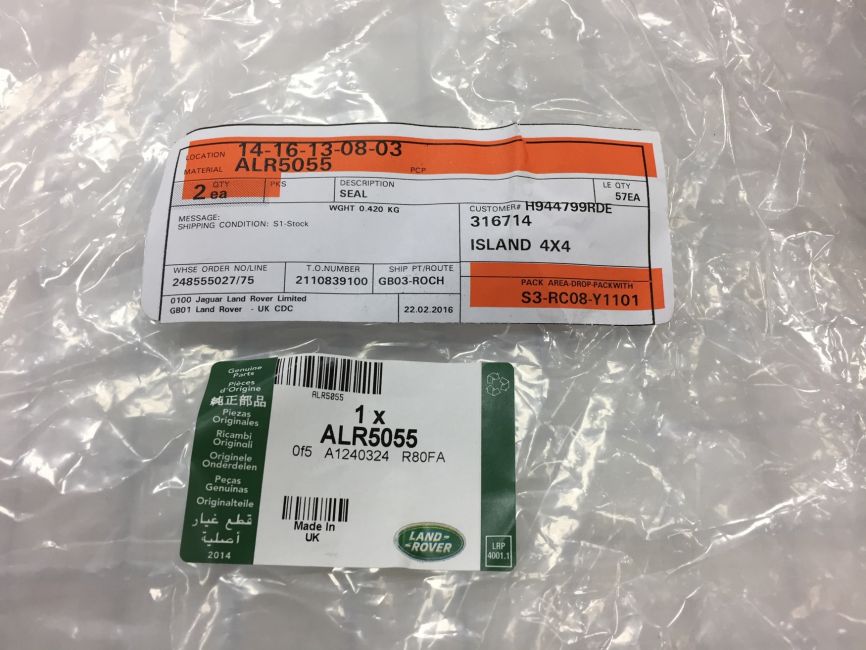 LOCATION 14-16-13-08-03
MATERIAL ALR5055 PCP
QTY 2 ea
PKS
DESCRIPTION
SEAL
LE QTY
57EA
WGHT 0.420 KG
MESSAGE:
SHIPPING CONDITION: S1-Stock
CUSTOMER# H944799RDE
316714
ISLAND 4X4
WHSE ORDER NO/LINE
248555027/75
T.O.NUMBER
2110839100
SHIP PT/ROUTE
GB03-ROCH
PACK AREA-DROP-PACKWITH
S3-RC08-Y1101
0100 Jaguar Land Rover Limited
GB01 Land Rover - UK CDC
22.02.2016
Genuine
Parts
Pièces
d'Origine
純正部品
Piezas
Originales
Ricambi
Originali
Originele
Onderdelen
Peças
Genuinas
Originalteile
قطع غيار
أصلية
2014
ALR5055
1 x
ALR5055
0f5 A1240324 R80FA
Made In
UK
LAND-
-ROVER
LRP
4001.1